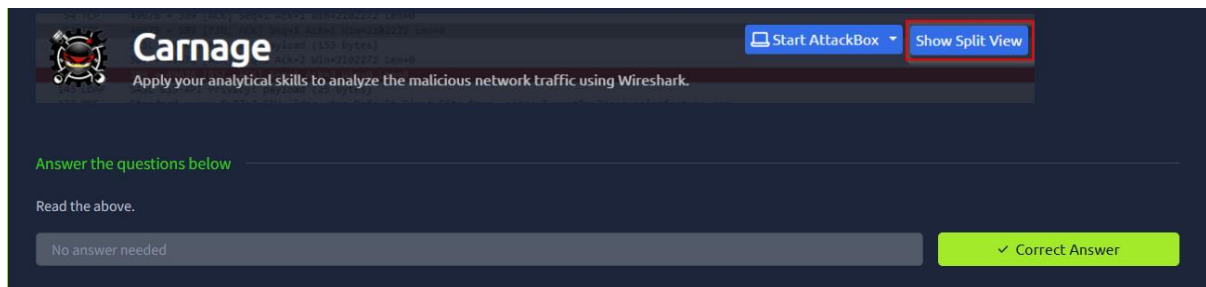 Carnage
Start AttackBox
Show Split View
Apply your analytical skills to analyze the malicious network traffic using Wireshark.
Answer the questions below
Read the above.
No answer needed
✓ Correct Answer